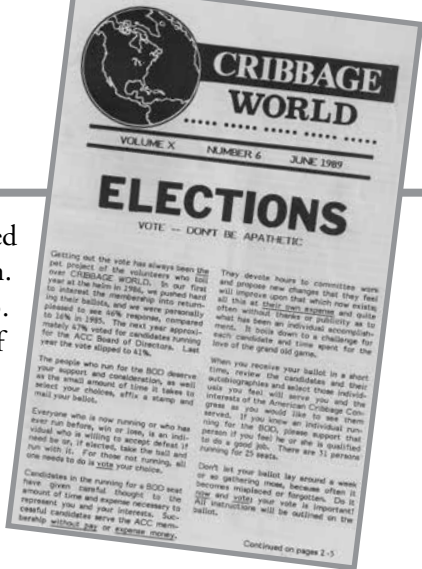 CRIBBAGE
WORLD
VOLUME X NUMBER 6 JUNE 1989
ELECTIONS
VOTE -- DON'T BE APATHETIC
Getting out the vote has always been the
pet project of the volunteers who toil
over CRIBBAGE WORLD. In our first
year at the helm in 1986, we pushed hard
to interest the membership into return-
ing their ballots, and we were personally
pleased to see 46% response, compared
to 16% in 1985. The next year approxi-
mately 47% voted for candidates running
for the ACC Board of Directors. Last
year the vote slipped to 41%.
The people who run for the BOD deserve
your support and consideration, as well
as the small amount of time it takes to
select your choices, affix a stamp and
mail your ballot.
Everyone who is now running or who has
ever run before, win or lose, is an indi-
vidual who is willing to accept defeat if
need be or, if elected, take the ball and
run with it. For those not running, all
one needs to do is vote your choice.
Candidates in the running for a BOD seat
have given careful thought to the
amount of time and expense necessary to
represent you and your interests. Suc-
cessful candidates serve the ACC mem-
bership without pay or expense money.
They devote hours to committee work
and propose new changes that they feel
will improve upon that which now exists;
all this at their own expense and quite
often without thanks or publicity as to
what has been an individual accomplish-
ment. It boils down to a challenge for
each candidate and time spent for the
love of the grand old game.
When you receive your ballot in a short
time, review the candidates and their
autobiographies and select those individ-
uals you feel will serve you and the
interests of the American Cribbage Con-
gress as you would like to see them
served. If you know an individual run-
ning for the BOD, please support that
person if you feel he or she is qualified
to do a good job. There are 31 persons
running for 25 seats.
Don't let your ballot lay around a week
or so gathering moss, because often it
becomes misplaced or forgotten. Do it
now and vote; your vote is important!
All instructions will be outlined on the
ballot.
Continued on pages 2-5
ed
n.
.
f